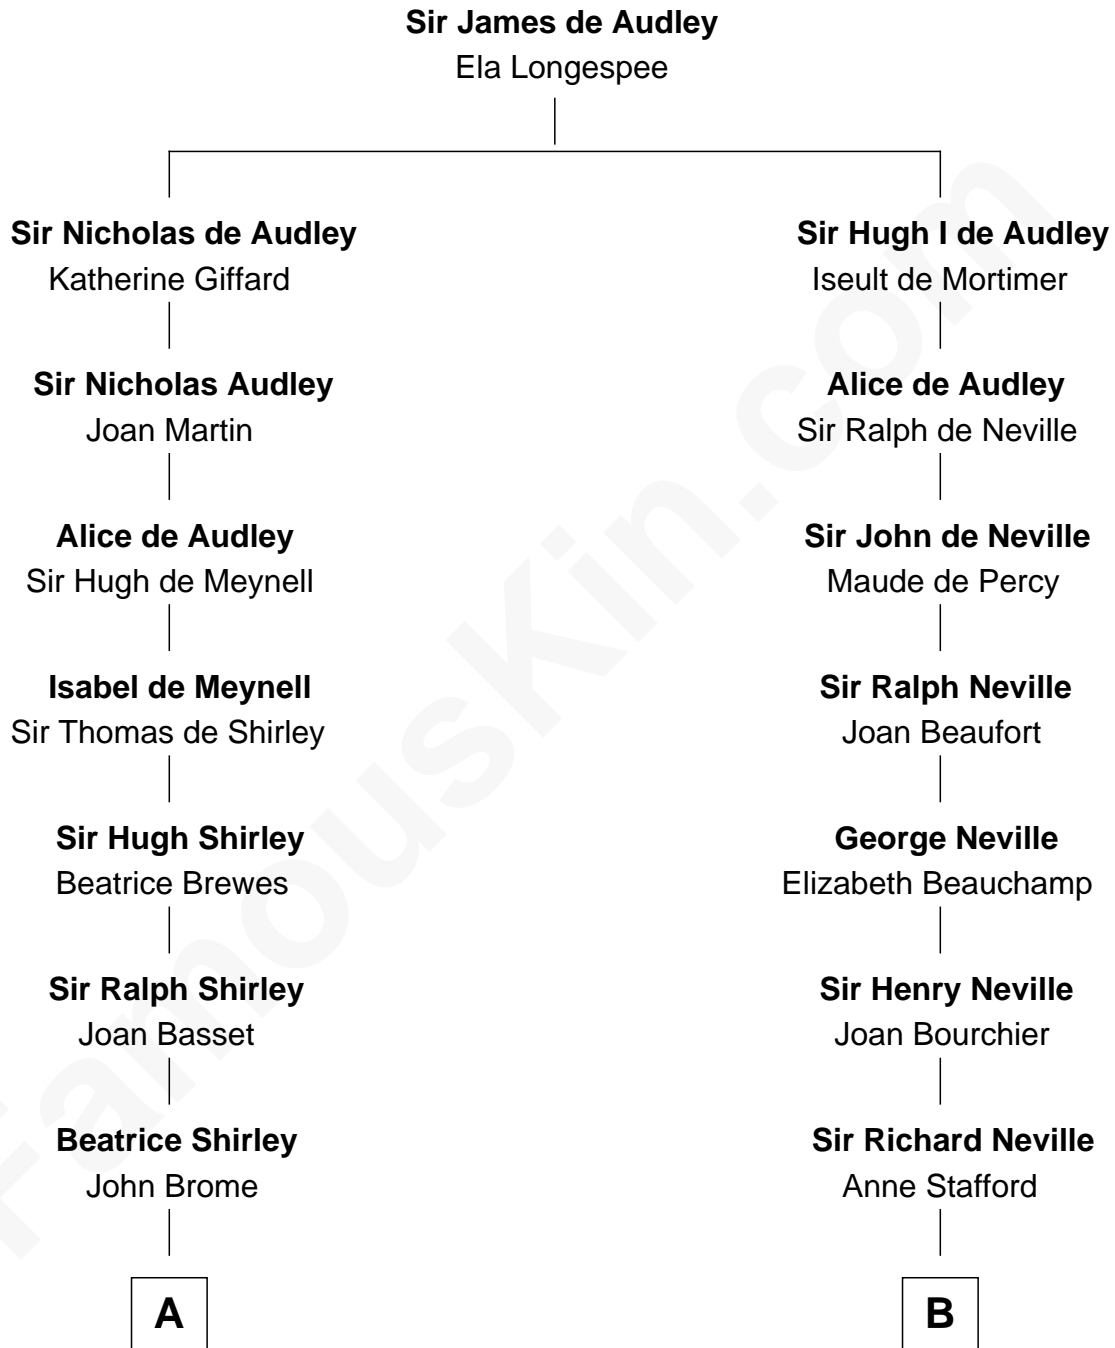 Sir James de Audley
Ela Longespee
Sir Nicholas de Audley
Katherine Giffard
Sir Nicholas Audley
Joan Martin
Alice de Audley
Sir Hugh de Meynell
Isabel de Meynell
Sir Thomas de Shirley
Sir Hugh Shirley
Beatrice Brewes
Sir Ralph Shirley
Joan Basset
Beatrice Shirley
John Brome
A
Sir Hugh I de Audley
Iseult de Mortimer
Alice de Audley
Sir Ralph de Neville
Sir John de Neville
Maude de Percy
Sir Ralph Neville
Joan Beaufort
George Neville
Elizabeth Beauchamp
Sir Henry Neville
Joan Bourchier
Sir Richard Neville
Anne Stafford
B
FamousKin.com